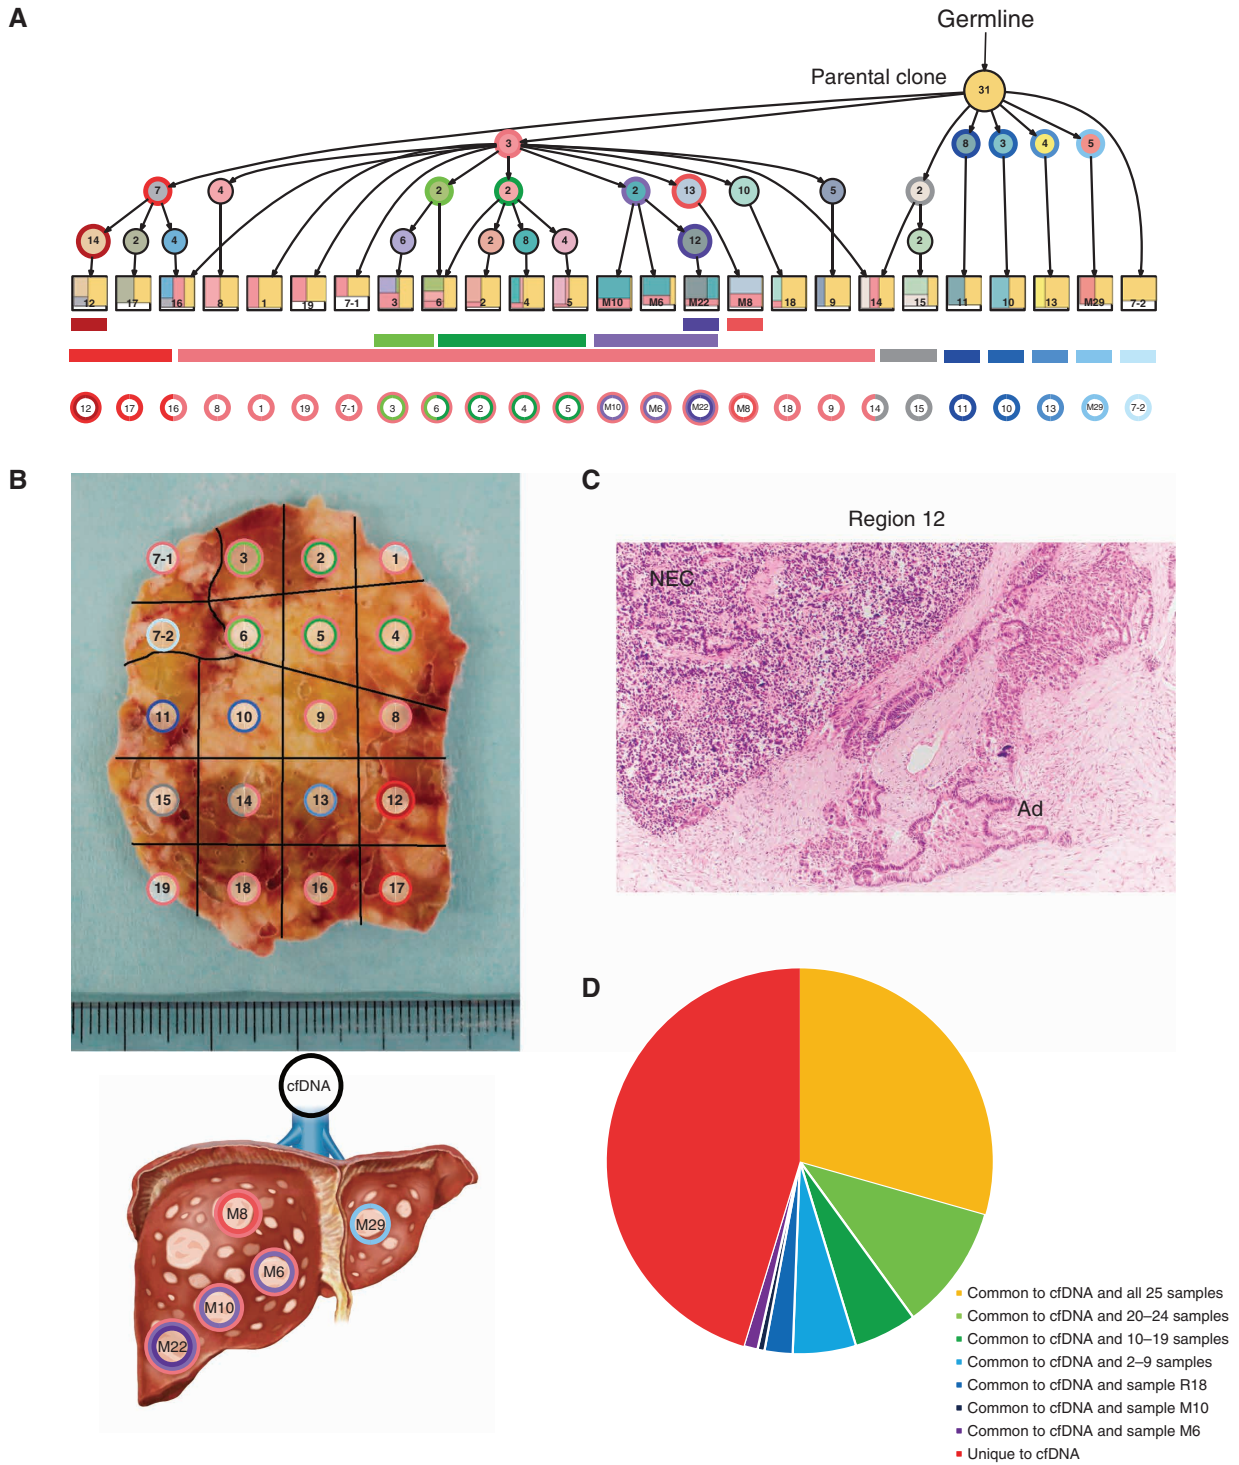 A
Germline
Parental clone
31
3
8 3 4 5
7 4 2 2 2 13 10 5 2
14 2 4 6 2 8 4 12 2
12 17 16 8 1 19 7-1 3 6 2 4 5 M10 M6 M22 M8 18 9 14 15 11 10 13 M29 7-2
12 17 16 8 1 19 7-1 3 6 2 4 5 M10 M6 M22 M8 18 9 14 15 11 10 13 M29 7-2
B
7-1 3 2 1
7-2 6 5 4
11 10 9 8
15 14 13 12
19 18 16 17
cfDNA
M8
M29
M6
M10
M22
C
Region 12
NEC
Ad
D
Common to cfDNA and all 25 samples
Common to cfDNA and 20–24 samples
Common to cfDNA and 10–19 samples
Common to cfDNA and 2–9 samples
Common to cfDNA and sample R18
Common to cfDNA and sample M10
Common to cfDNA and sample M6
Unique to cfDNA